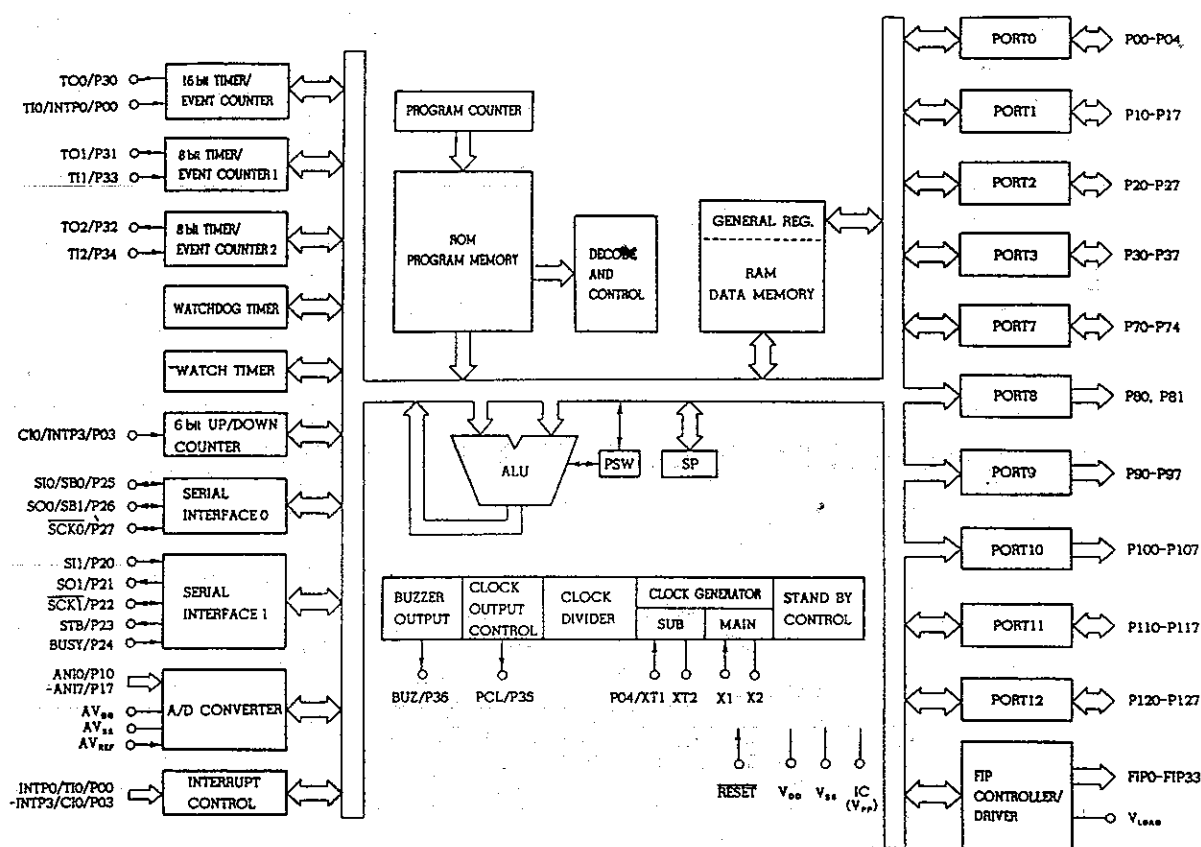 TO0/P30
TI0/INTP0/P00
16 bit TIMER/
EVENT COUNTER
TO1/P31
TI1/P33
8 bit TIMER/
EVENT COUNTER 1
TO2/P32
TI2/P34
8 bit TIMER/
EVENT COUNTER 2
WATCHDOG TIMER
WATCH TIMER
CI0/INTP3/P03
6 bit UP/DOWN
COUNTER
SI0/SB0/P25
SO0/SB1/P26
SCK0/P27
SERIAL
INTERFACE 0
SI1/P20
SO1/P21
SCK1/P22
STB/P23
BUSY/P24
SERIAL
INTERFACE 1
ANI0/P10
-ANI7/P17
AVSS
AVREF
A/D CONVERTER
INTP0/TI0/P00
-INTP3/CI0/P03
INTERRUPT
CONTROL
PROGRAM COUNTER
ROM
PROGRAM MEMORY
DECODE
AND
CONTROL
GENERAL REG.
RAM
DATA MEMORY
ALU
PSW
SP
BUZZER
OUTPUT
CLOCK
OUTPUT
CONTROL
CLOCK
DIVIDER
CLOCK GENERATOR
SUB
MAIN
STAND BY
CONTROL
BUZ/P36
PCL/P35
P04/XT1
XT2
X1
X2
RESET
VDD
VSS
IC
(VPP)
PORT0
P00-P04
PORT1
P10-P17
PORT2
P20-P27
PORT3
P30-P37
PORT7
P70-P74
PORT8
P80, P81
PORT9
P90-P97
PORT10
P100-P107
PORT11
P110-P117
PORT12
P120-P127
FIP
CONTROLLER/
DRIVER
FIP0-FIP33
VLOAD